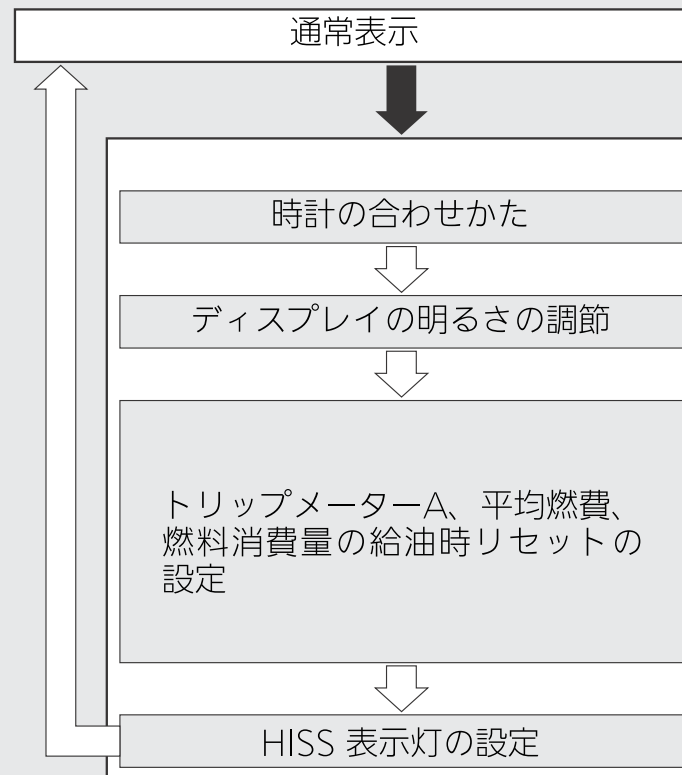 通常表示
時計の合わせかた
ディスプレイの明るさの調節
トリップメーターA、平均燃費、
燃料消費量の給油時リセットの
設定
HISS 表示灯の設定